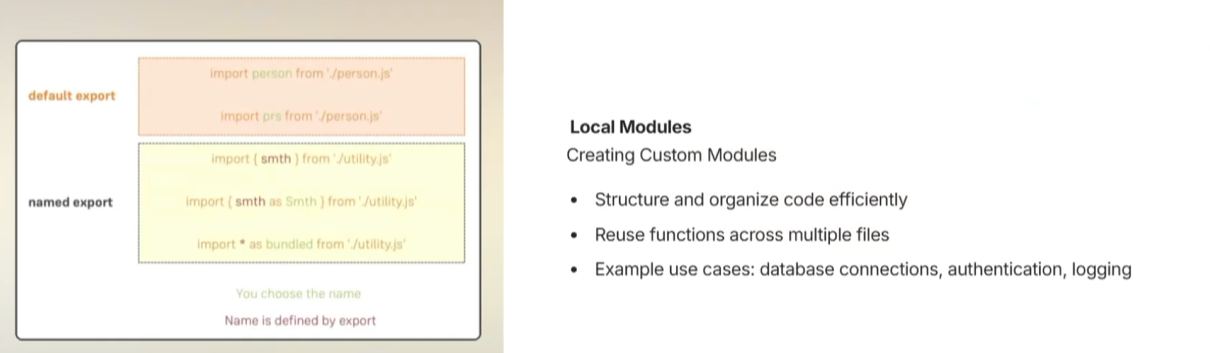 default export
import person from './person.js'
import prs from './person.js'
named export
import { smth } from './utility.js'
import { smth as Smth } from './utility.js'
import * as bundled from './utility.js'
You choose the name
Name is defined by export
Local Modules
Creating Custom Modules
• Structure and organize code efficiently
• Reuse functions across multiple files
• Example use cases: database connections, authentication, logging